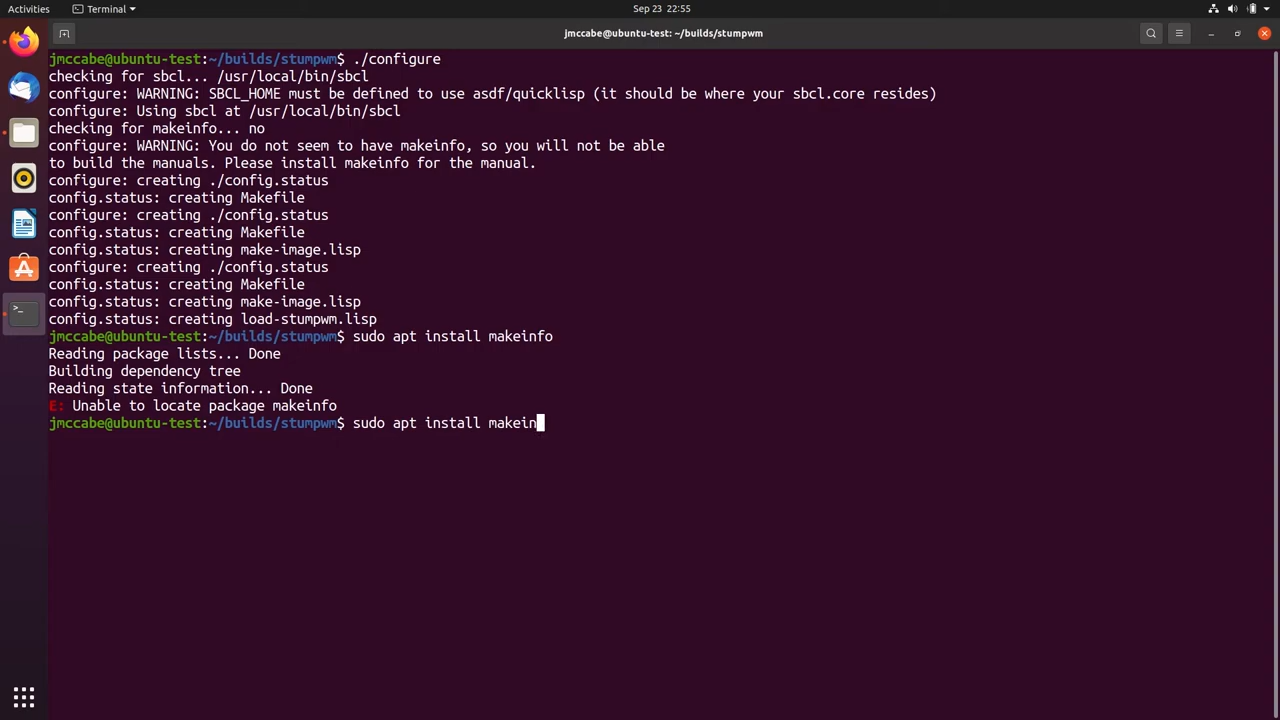 Activities
Terminal
Sep 23 22:55
jmccabe@ubuntu-test: ~/builds/stumpwm
jmccabe@ubuntu-test:~/builds/stumpwm$ ./configure
checking for sbcl... /usr/local/bin/sbcl
configure: WARNING: SBCL_HOME must be defined to use asdf/quicklisp (it should be where your sbcl.core resides)
configure: Using sbcl at /usr/local/bin/sbcl
checking for makeinfo... no
configure: WARNING: You do not seem to have makeinfo, so you will not be able
to build the manuals. Please install makeinfo for the manual.
configure: creating ./config.status
config.status: creating Makefile
configure: creating ./config.status
config.status: creating Makefile
config.status: creating make-image.lisp
configure: creating ./config.status
config.status: creating Makefile
config.status: creating make-image.lisp
config.status: creating load-stumpwm.lisp
jmccabe@ubuntu-test:~/builds/stumpwm$ sudo apt install makeinfo
Reading package lists... Done
Building dependency tree
Reading state information... Done
E: Unable to locate package makeinfo
jmccabe@ubuntu-test:~/builds/stumpwm$ sudo apt install makein